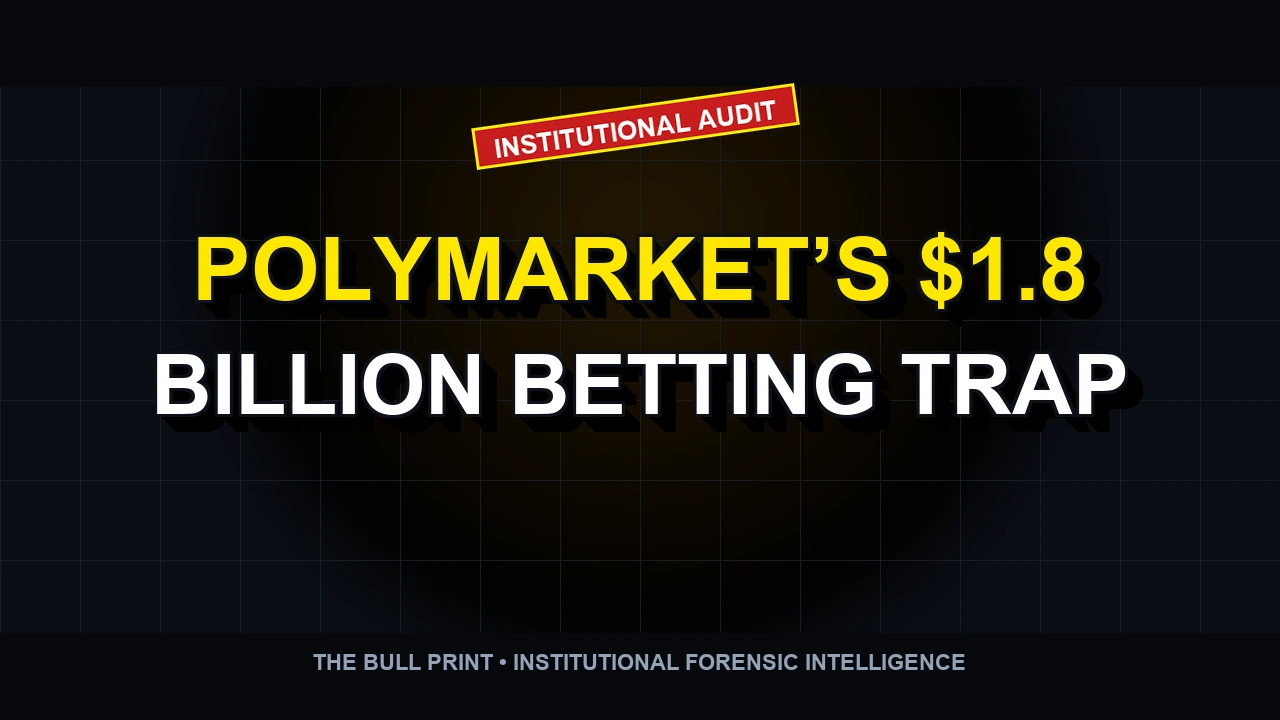 INSTITUTIONAL AUDIT
POLYMARKET’S $1.8
BILLION BETTING TRAP
THE BULL PRINT • INSTITUTIONAL FORENSIC INTELLIGENCE